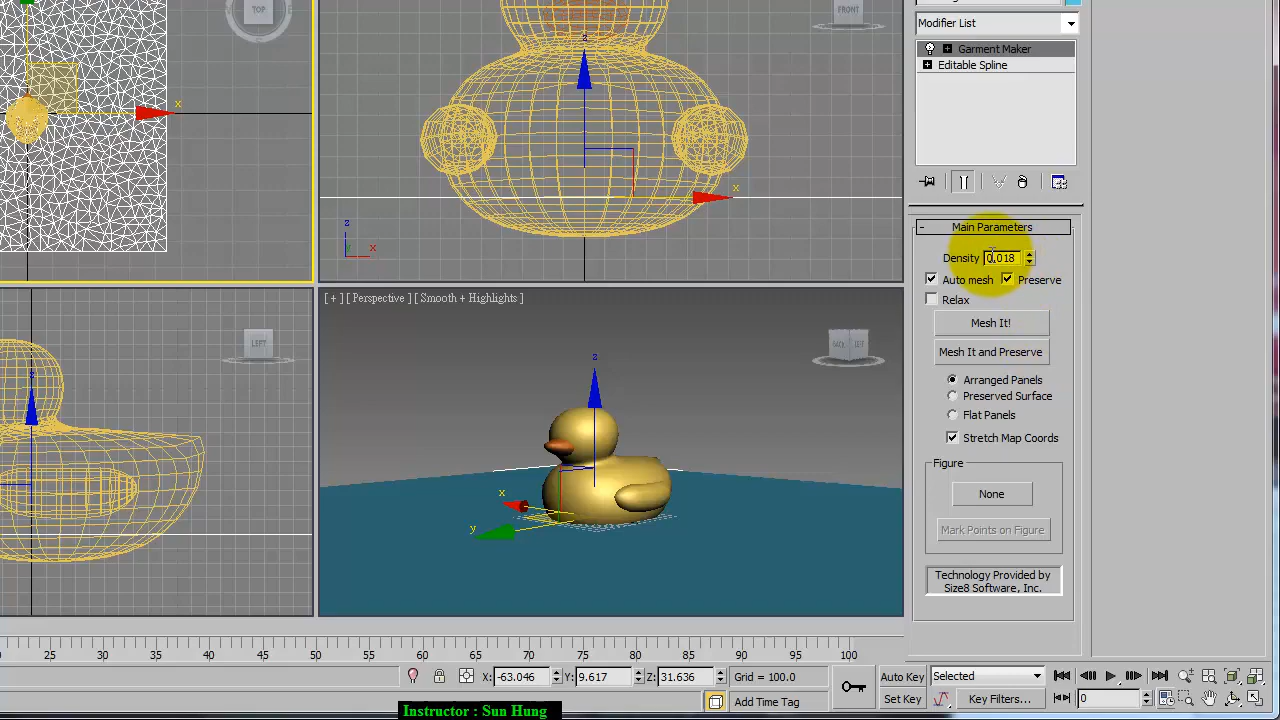 TOP
FRONT
Modifier List
Garment Maker
Editable Spline
x
z
x
z
x
Main Parameters
Density 0.018
Auto mesh Preserve
Relax
Mesh It!
Mesh It and Preserve
Arranged Panels
Preserved Surface
Flat Panels
Stretch Map Coords
Figure
None
Mark Points on Figure
Technology Provided by
Size8 Software, Inc.
LEFT
z
[ + ] [ Perspective ] [ Smooth + Highlights ]
z
x
y
25 30 35 40 45 50 55 60 65 70 75 80 85 90 95 100
X: -63.046 Y: 9.617 Z: 31.636 Grid = 100.0
Auto Key Selected
Add Time Tag
Set Key Key Filters... 0
Instructor : Sun Hung